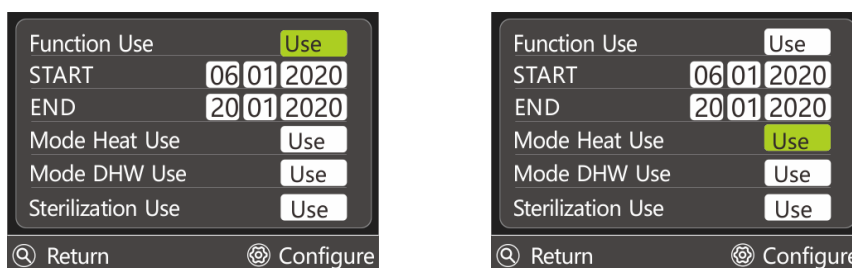 Function Use Use
START 06 01 2020
END 20 01 2020
Mode Heat Use Use
Mode DHW Use Use
Sterilization Use Use
Return Configure
Function Use Use
START 06 01 2020
END 20 01 2020
Mode Heat Use Use
Mode DHW Use Use
Sterilization Use Use
Return Configure